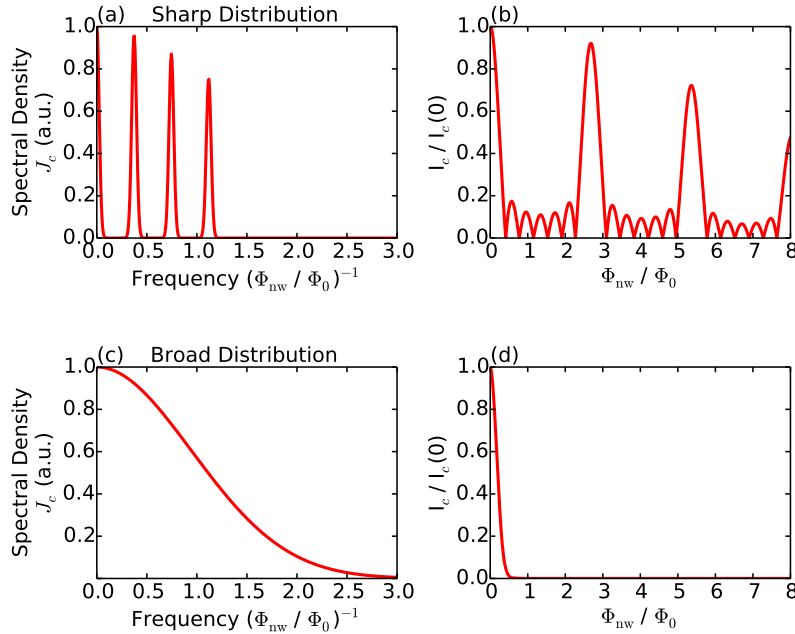 (a) Sharp Distribution
Spectral Density
J_c (a.u.)
1.0
0.8
0.6
0.4
0.2
0.0
0.0 0.5 1.0 1.5 2.0 2.5 3.0
Frequency (Φ_nw / Φ_0)^−1
(b)
I_c / I_c(0)
1.0
0.8
0.6
0.4
0.2
0.0
0 1 2 3 4 5 6 7 8
Φ_nw / Φ_0
(c) Broad Distribution
Spectral Density
J_c (a.u.)
1.0
0.8
0.6
0.4
0.2
0.0 0.5 1.0 1.5 2.0 2.5 3.0
Frequency (Φ_nw / Φ_0)^−1
(d)
I_c / I_c(0)
1.0
0.8
0.6
0.4
0.2
0.0
0 1 2 3 4 5 6 7 8
Φ_nw / Φ_0